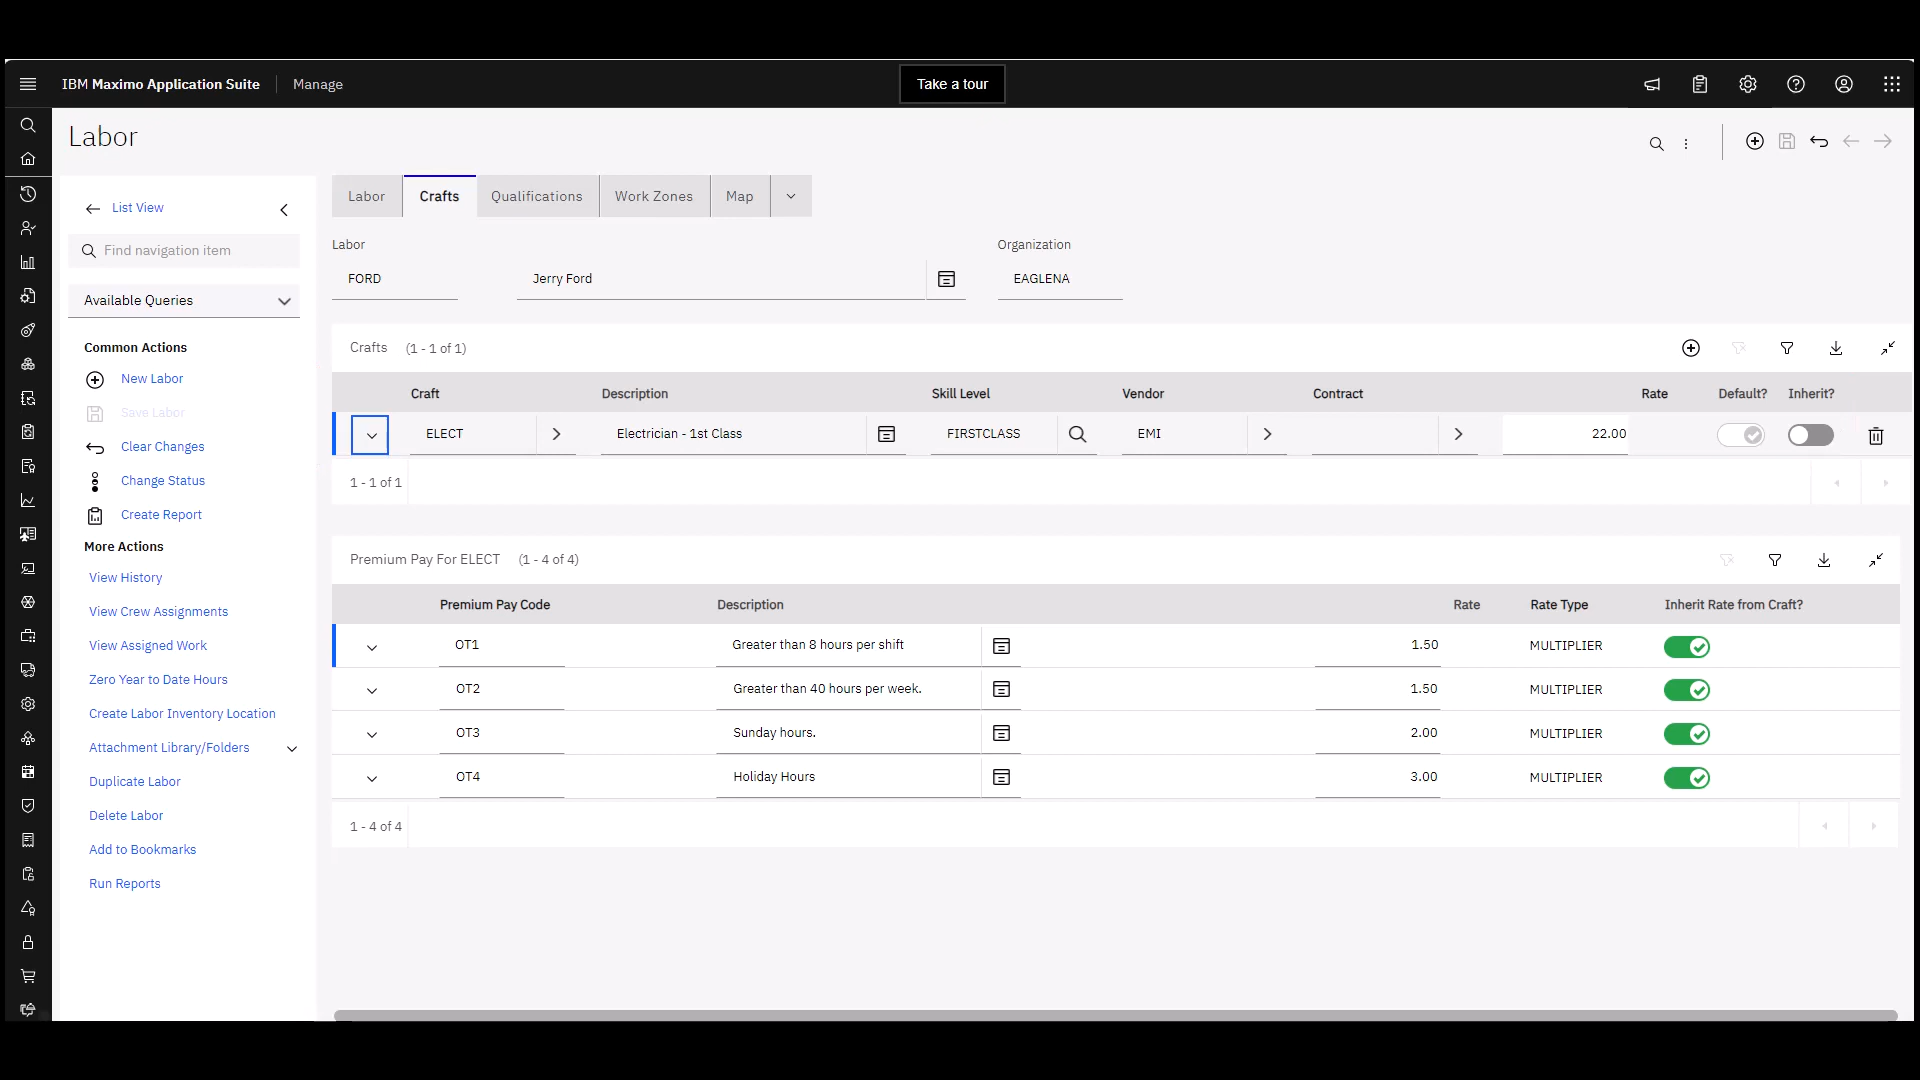 IBM Maximo Application Suite Manage Take a tour
Labor
List View
Find navigation item
Available Queries
Common Actions
New Labor
Save Labor
Clear Changes
Change Status
Create Report
More Actions
View History
View Crew Assignments
View Assigned Work
Zero Year to Date Hours
Create Labor Inventory Location
Attachment Library/Folders
Duplicate Labor
Delete Labor
Add to Bookmarks
Run Reports
Labor Crafts Qualifications Work Zones Map
Labor Organization
FORD Jerry Ford EAGLENA
Crafts (1 - 1 of 1)
Craft Description Skill Level Vendor Contract Rate Default? Inherit?
ELECT Electrician - 1st Class FIRSTCLASS EMI 22.00
1 - 1 of 1
Premium Pay For ELECT (1 - 4 of 4)
Premium Pay Code Description Rate Rate Type Inherit Rate from Craft?
OT1 Greater than 8 hours per shift 1.50 MULTIPLIER
OT2 Greater than 40 hours per week. 1.50 MULTIPLIER
OT3 Sunday hours. 2.00 MULTIPLIER
OT4 Holiday Hours 3.00 MULTIPLIER
1 - 4 of 4